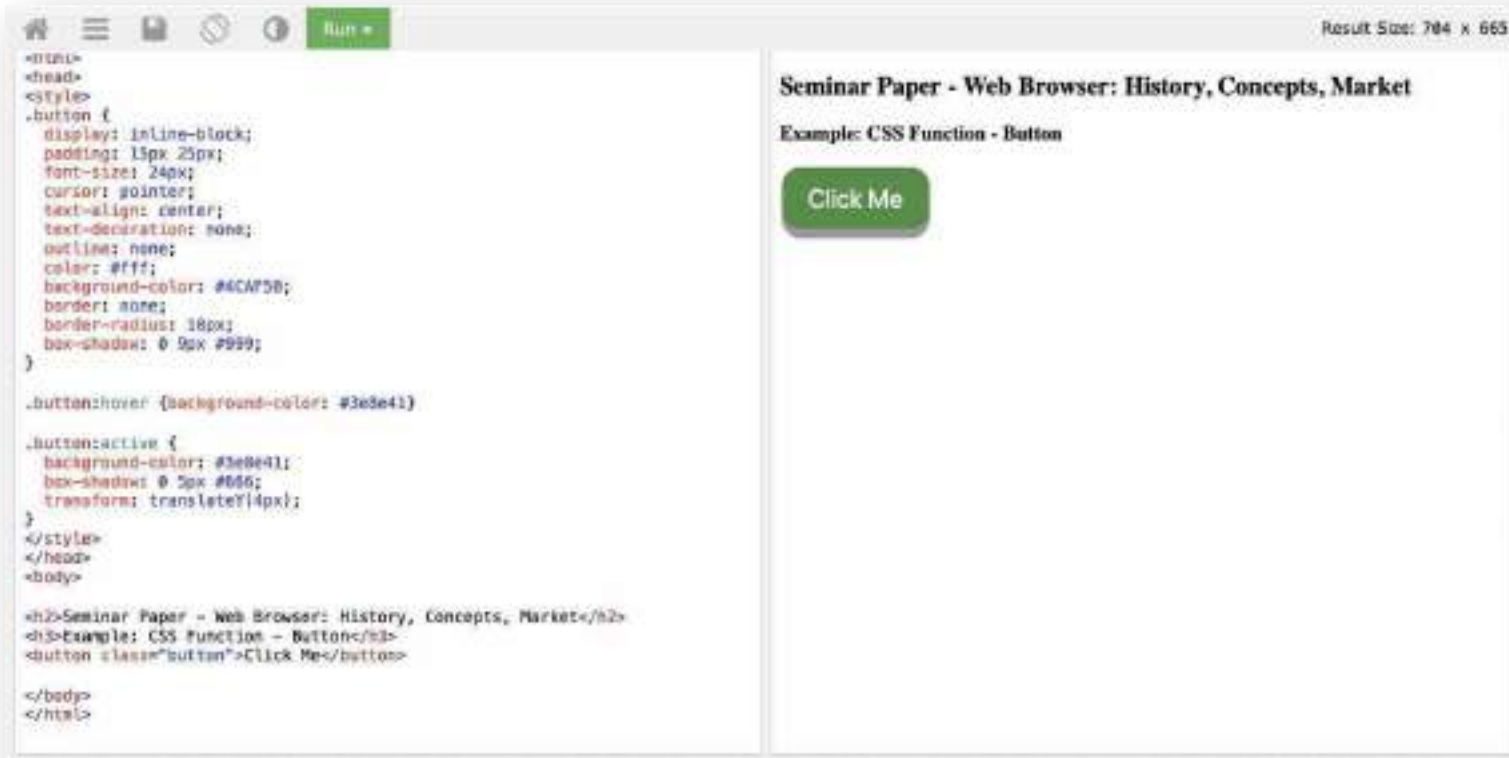 Run »
Result Size: 704 x 665
<html>
<head>
<style>
.button {
  display: inline-block;
  padding: 15px 25px;
  font-size: 24px;
  cursor: pointer;
  text-align: center;
  text-decoration: none;
  outline: none;
  color: #fff;
  background-color: #4CAF50;
  border: none;
  border-radius: 18px;
  box-shadow: 0 9px #999;
}
.button:hover {background-color: #3e8e41}
.button:active {
  background-color: #3e8e41;
  box-shadow: 0 5px #666;
  transform: translateY(4px);
}
</style>
</head>
<body>
<h2>Seminar Paper - Web Browser: History, Concepts, Market</h2>
<h3>Example: CSS Function - Button</h3>
<button class="button">Click Me</button>
</body>
</html>
Seminar Paper - Web Browser: History, Concepts, Market
Example: CSS Function - Button
Click Me